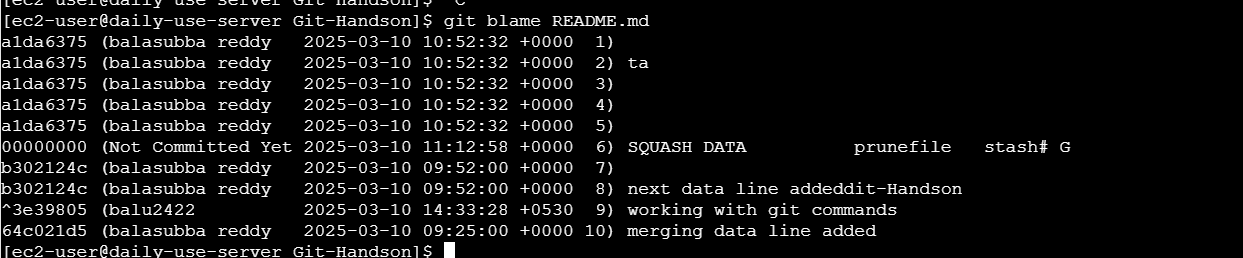 [ec2-user@daily-use-server Git-Handson]$ ^C
[ec2-user@daily-use-server Git-Handson]$ git blame README.md
a1da6375 (balasubba reddy   2025-03-10 10:52:32 +0000  1)
a1da6375 (balasubba reddy   2025-03-10 10:52:32 +0000  2) ta
a1da6375 (balasubba reddy   2025-03-10 10:52:32 +0000  3)
a1da6375 (balasubba reddy   2025-03-10 10:52:32 +0000  4)
a1da6375 (balasubba reddy   2025-03-10 10:52:32 +0000  5)
00000000 (Not Committed Yet 2025-03-10 11:12:58 +0000  6) SQUASH DATA          prunefile   stash# G
b302124c (balasubba reddy   2025-03-10 09:52:00 +0000  7)
b302124c (balasubba reddy   2025-03-10 09:52:00 +0000  8) next data line addeddit-Handson
^3e39805 (balu2422          2025-03-10 14:33:28 +0530  9) working with git commands
64c021d5 (balasubba reddy   2025-03-10 09:25:00 +0000 10) merging data line added
[ec2-user@daily-use-server Git-Handson]$